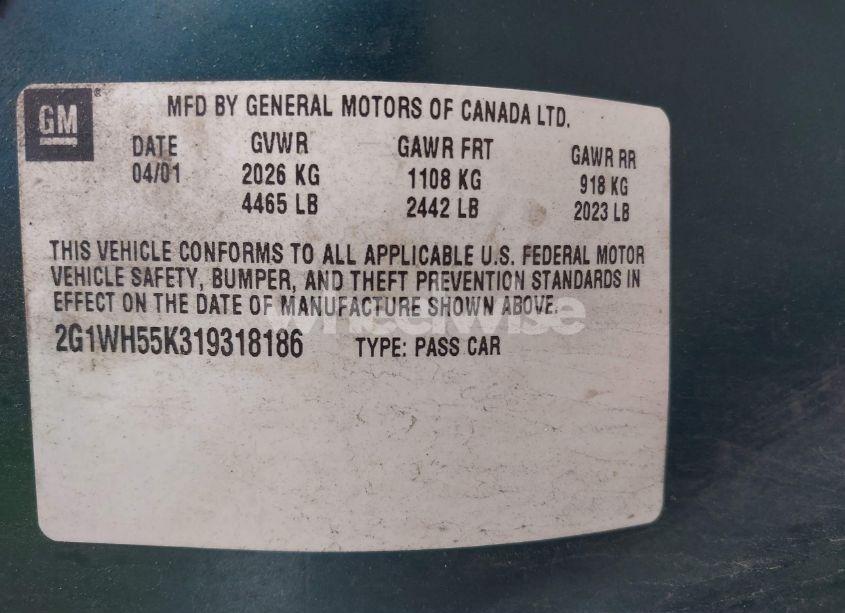 GM
MFD BY GENERAL MOTORS OF CANADA LTD.
DATE GVWR GAWR FRT GAWR RR
04/01 2026 KG 1108 KG 918 KG
4465 LB 2442 LB 2023 LB
THIS VEHICLE CONFORMS TO ALL APPLICABLE U.S. FEDERAL MOTOR
VEHICLE SAFETY, BUMPER, AND THEFT PREVENTION STANDARDS IN
EFFECT ON THE DATE OF MANUFACTURE SHOWN ABOVE.
wheelwise
2G1WH55K319318186 TYPE: PASS CAR